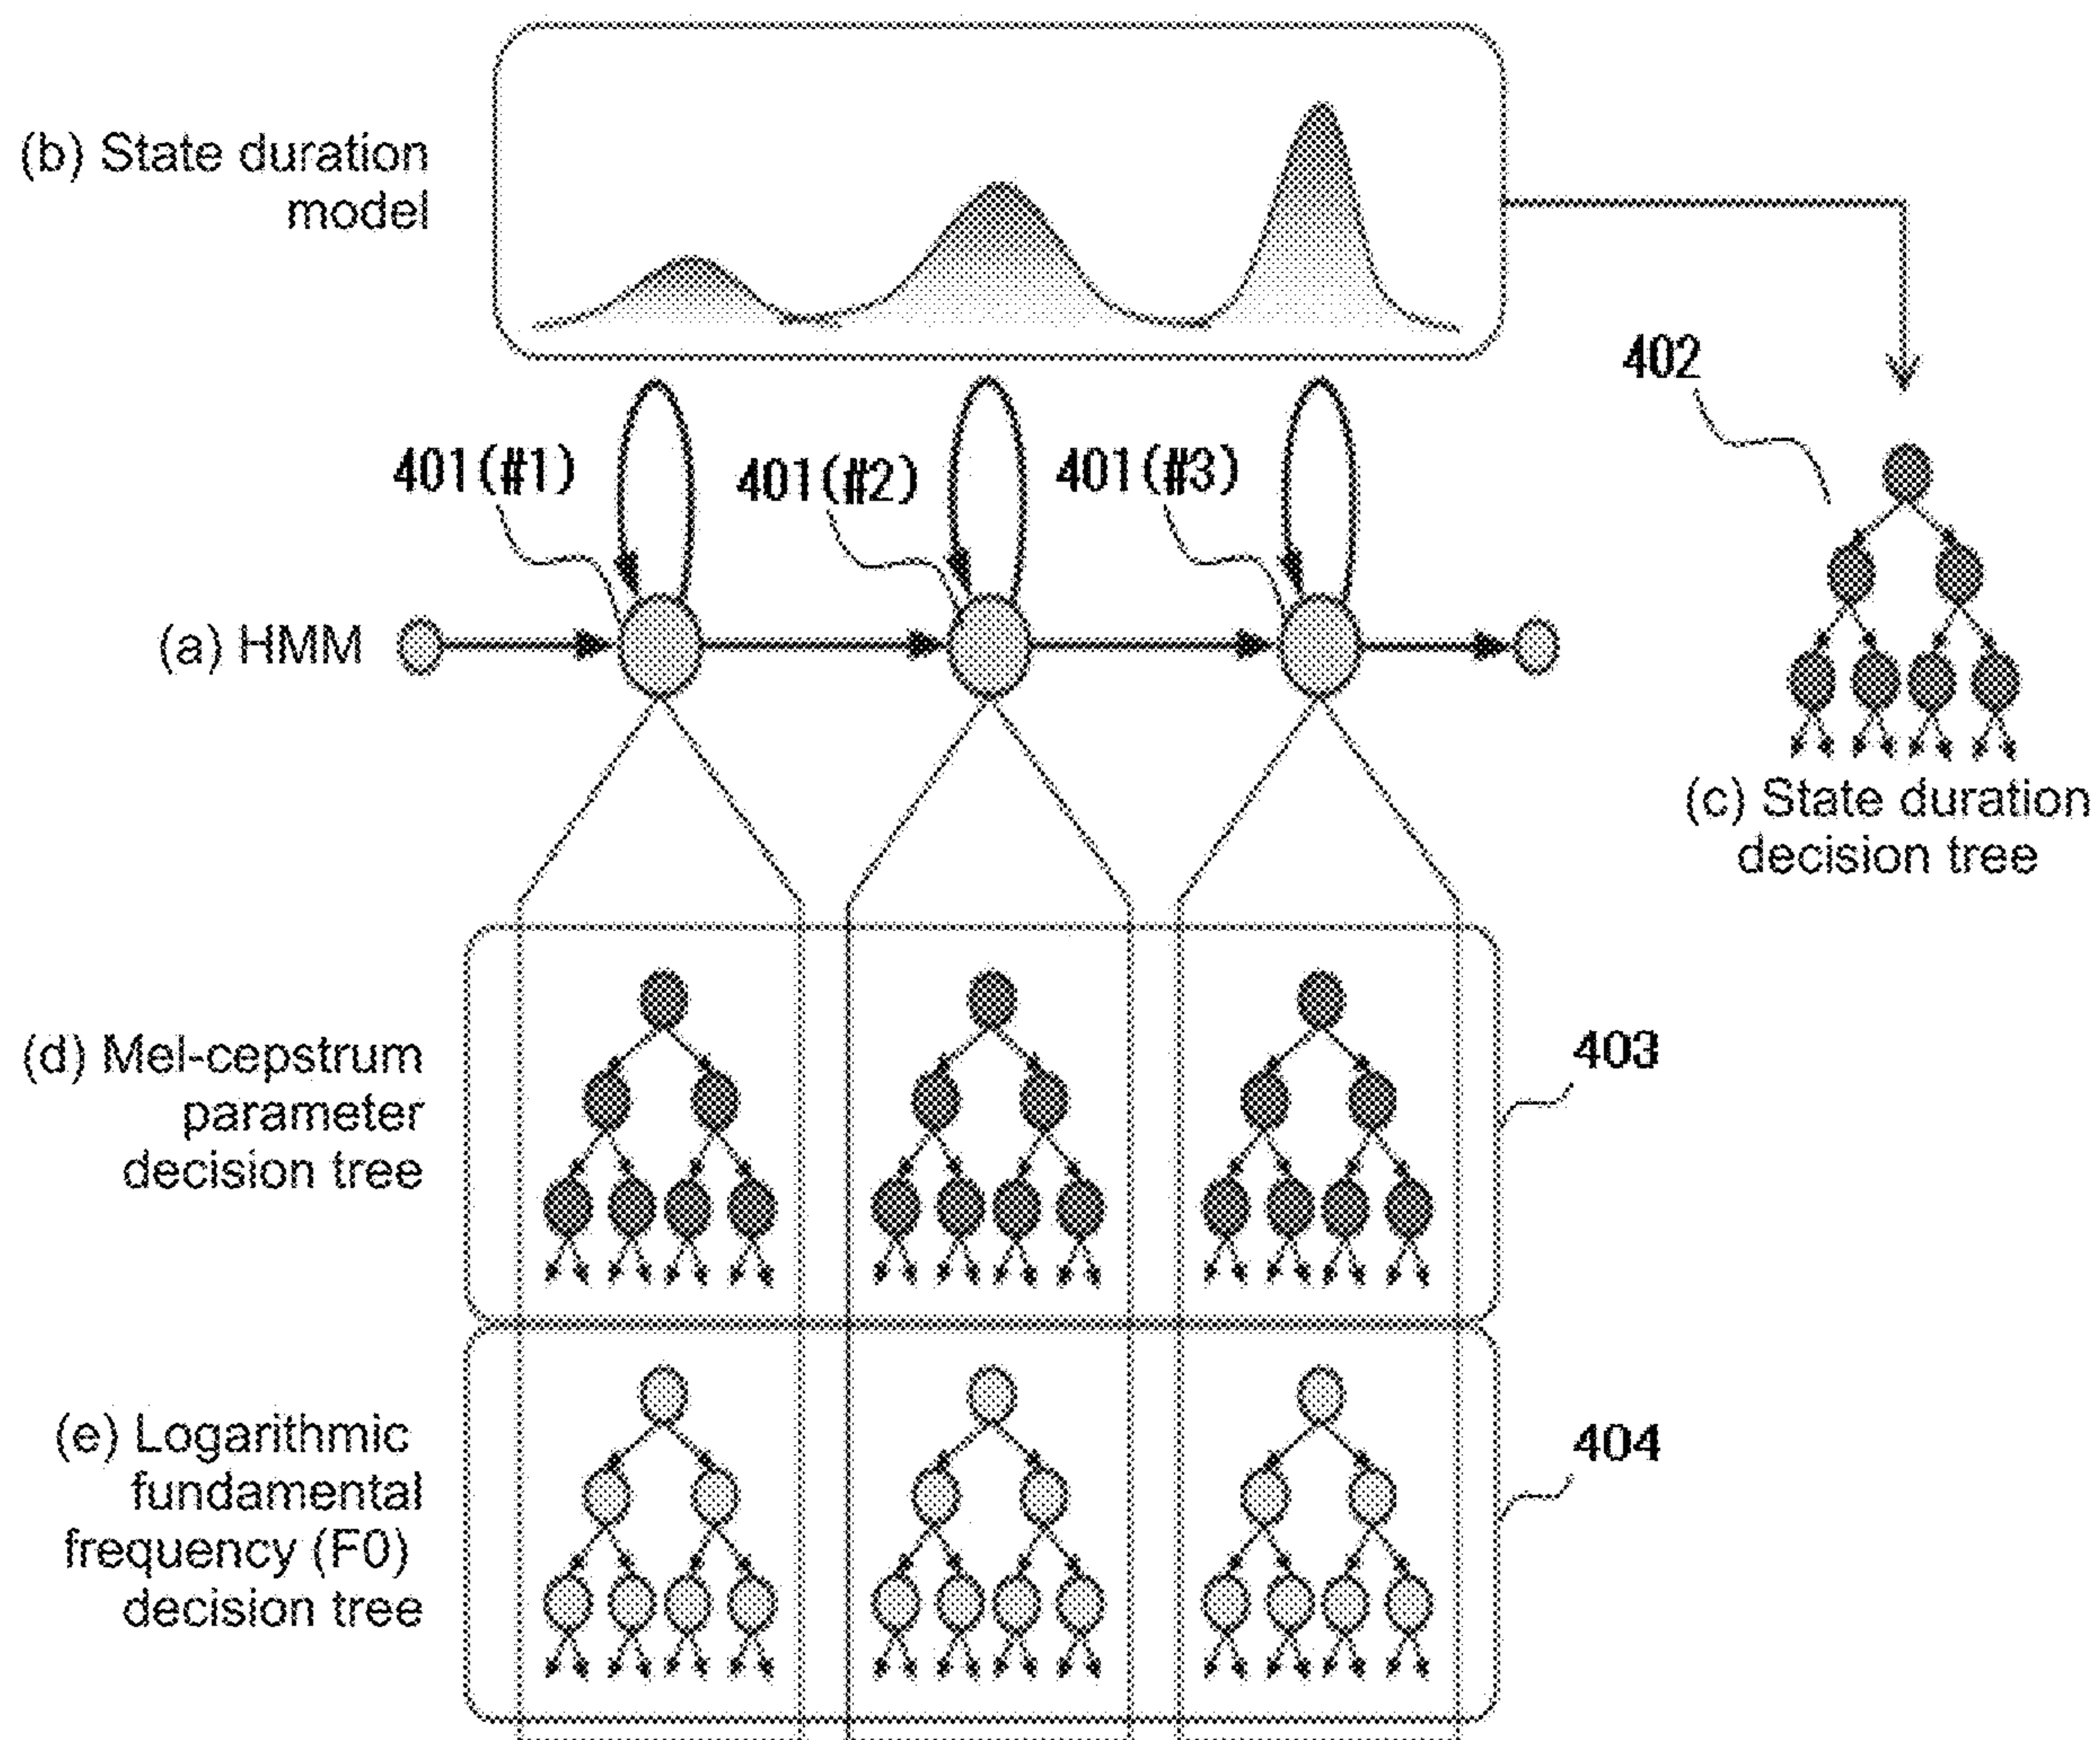 (b) State duration
model
402
401(#1)
401(#2)
401(#3)
(a) HMM
(c) State duration
decision tree
(d) Mel-cepstrum
parameter
decision tree
403
(e) Logarithmic
fundamental
frequency (F0)
decision tree
404